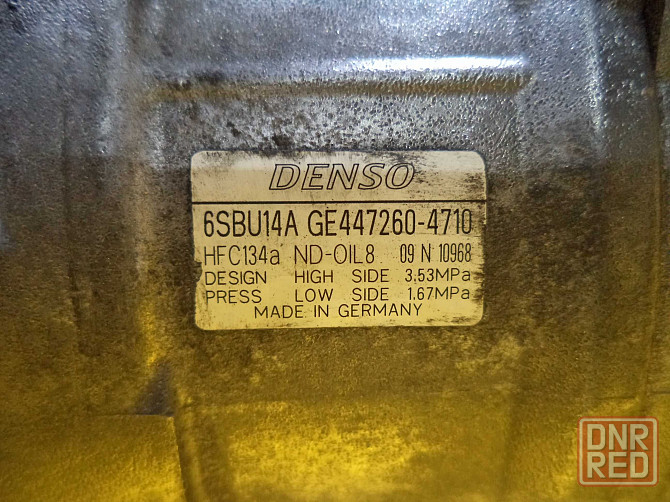 DENSO
6SBU14A GE447260-4710
HFC134a ND-OIL8 09 N 10968
DESIGN HIGH SIDE 3.53MPa
PRESS LOW SIDE 1.67MPa
MADE IN GERMANY
DNR
RED